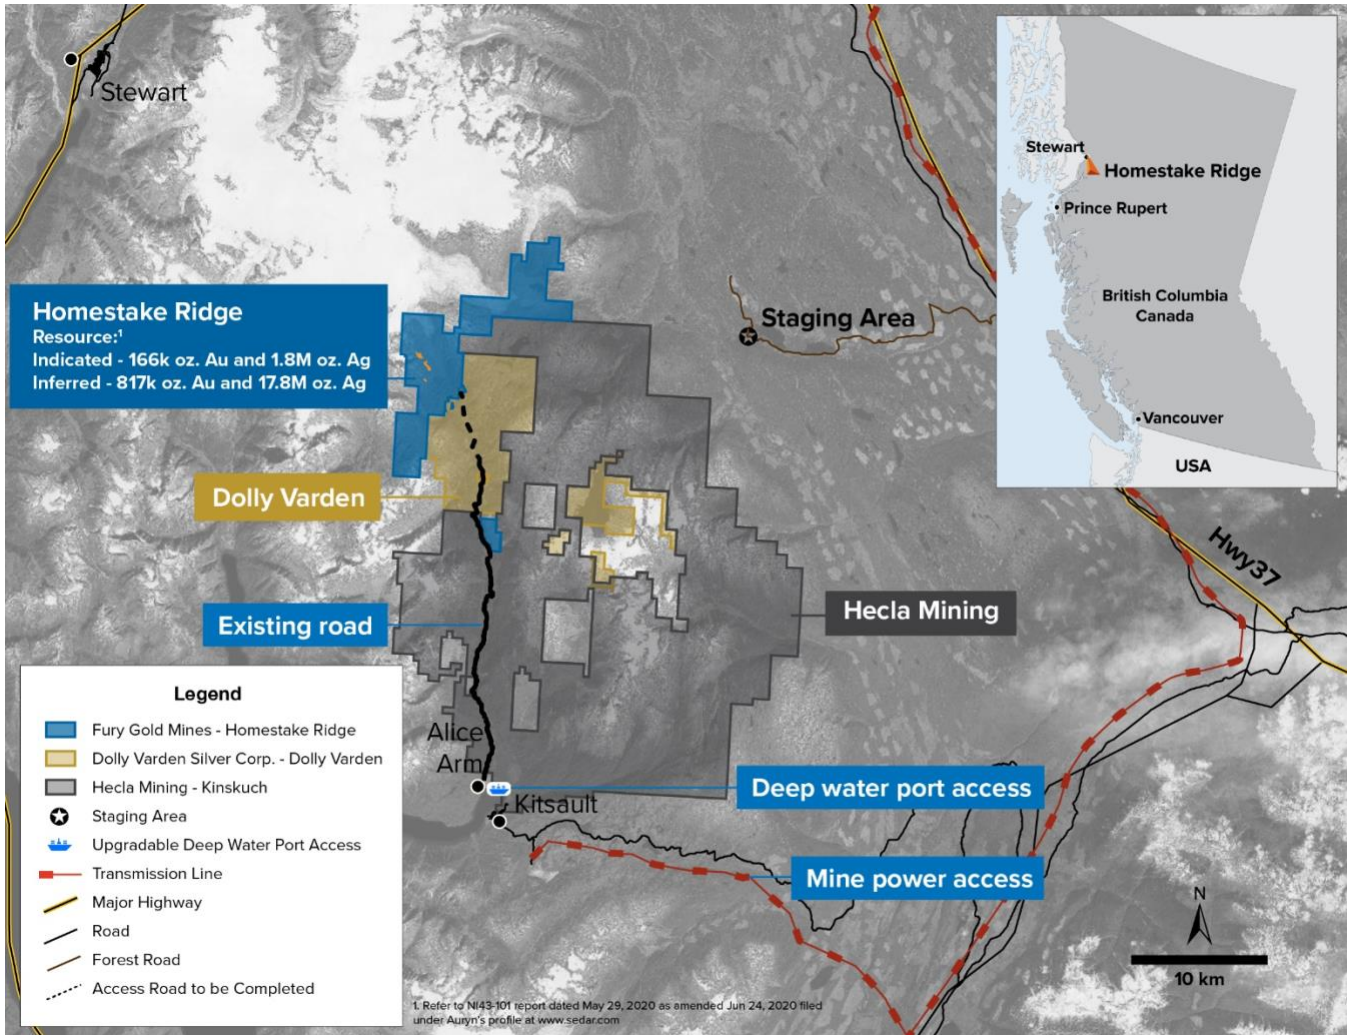 Stewart
Homestake Ridge
Resource:¹
Indicated - 166k oz. Au and 1.8M oz. Ag
Inferred - 817k oz. Au and 17.8M oz. Ag
Staging Area
Stewart
Homestake Ridge
Prince Rupert
British Columbia
Canada
Vancouver
USA
Dolly Varden
Hwy37
Existing road
Hecla Mining
Alice
Arm
Kitsault
Deep water port access
Mine power access
Legend
Fury Gold Mines - Homestake Ridge
Dolly Varden Silver Corp. - Dolly Varden
Hecla Mining - Kinskuch
Staging Area
Upgradable Deep Water Port Access
Transmission Line
Major Highway
Road
Forest Road
Access Road to be Completed
N
10 km
1. Refer to NI43-101 report dated May 29, 2020 as amended Jun 24, 2020 filed
under Auryn's profile at www.sedar.com